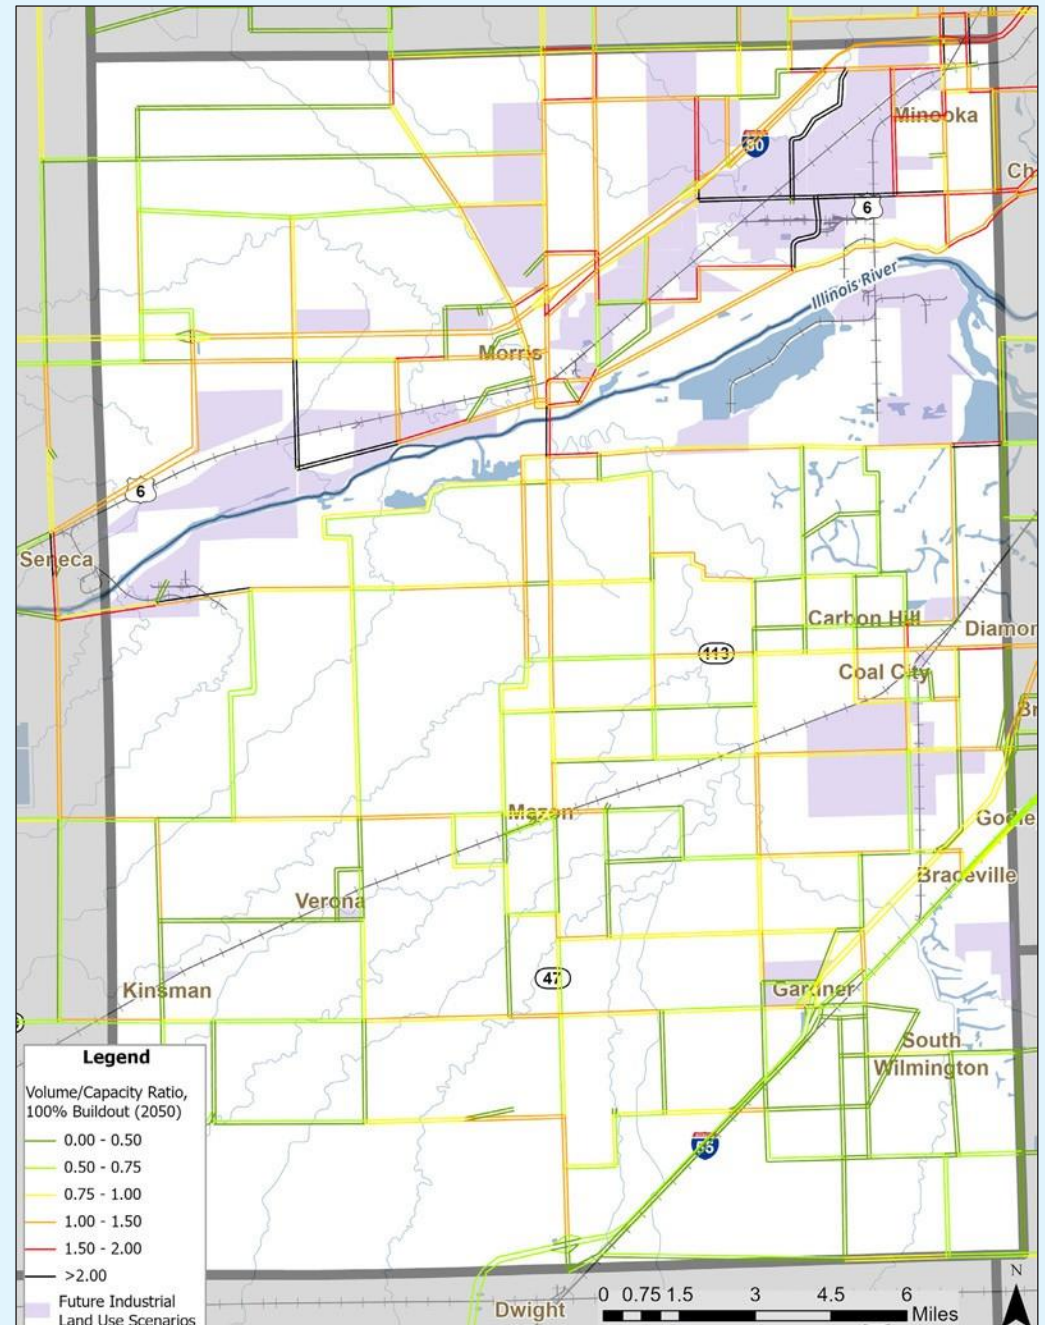 Minooka
80
Ch
6
Illinois River
Morris
6
Seneca
Carbon Hill
Diamon
113
Coal City
Br
Mazon
Braceville
Verona
47
Kinsman
Gardner
South
Wilmington
Legend
Volume/Capacity Ratio,
100% Buildout (2050)
0.00 - 0.50
0.50 - 0.75
0.75 - 1.00
1.00 - 1.50
1.50 - 2.00
>2.00
Future Industrial
Land Use Scenarios
55
N
0 0.75 1.5 3 4.5 6
Miles
Dwight